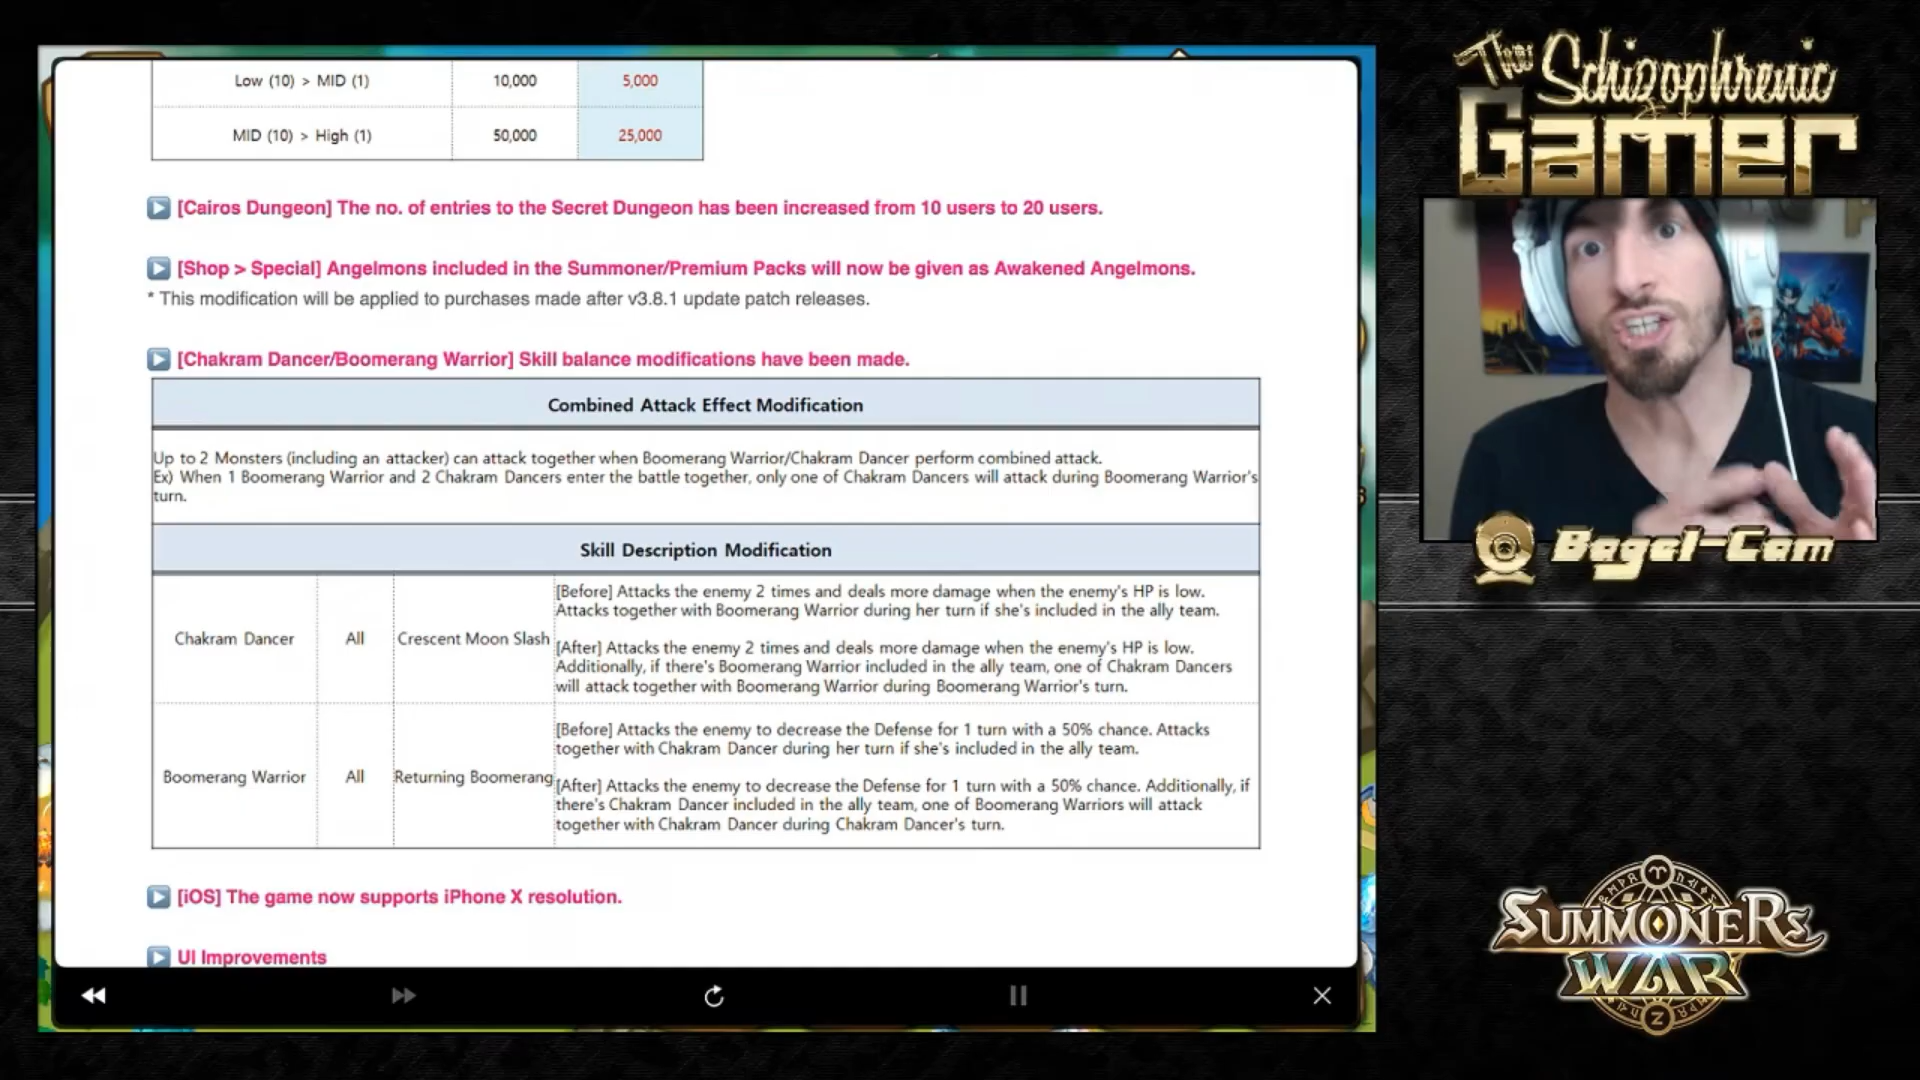 Low (10) > MID (1) 10,000 5,000
MID (10) > High (1) 50,000 25,000
[Cairos Dungeon] The no. of entries to the Secret Dungeon has been increased from 10 users to 20 users.
[Shop > Special] Angelmons included in the Summoner/Premium Packs will now be given as Awakened Angelmons.
* This modification will be applied to purchases made after v3.8.1 update patch releases.
[Chakram Dancer/Boomerang Warrior] Skill balance modifications have been made.
Combined Attack Effect Modification
Up to 2 Monsters (including an attacker) can attack together when Boomerang Warrior/Chakram Dancer perform combined attack.
Ex) When 1 Boomerang Warrior and 2 Chakram Dancers enter the battle together, only one of Chakram Dancers will attack during Boomerang Warrior's
turn.
Skill Description Modification
Chakram Dancer All Crescent Moon Slash
[Before] Attacks the enemy 2 times and deals more damage when the enemy's HP is low.
Attacks together with Boomerang Warrior during her turn if she's included in the ally team.
[After] Attacks the enemy 2 times and deals more damage when the enemy's HP is low.
Additionally, if there's Boomerang Warrior included in the ally team, one of Chakram Dancers
will attack together with Boomerang Warrior during Boomerang Warrior's turn.
Boomerang Warrior All Returning Boomerang
[Before] Attacks the enemy to decrease the Defense for 1 turn with a 50% chance. Attacks
together with Chakram Dancer during her turn if she's included in the ally team.
[After] Attacks the enemy to decrease the Defense for 1 turn with a 50% chance. Additionally, if
there's Chakram Dancer included in the ally team, one of Boomerang Warriors will attack
together with Chakram Dancer during Chakram Dancer's turn.
[iOS] The game now supports iPhone X resolution.
UI Improvements
The Schizophrenic
Gamer
Bagel-Cam
SUMMONERS
WAR